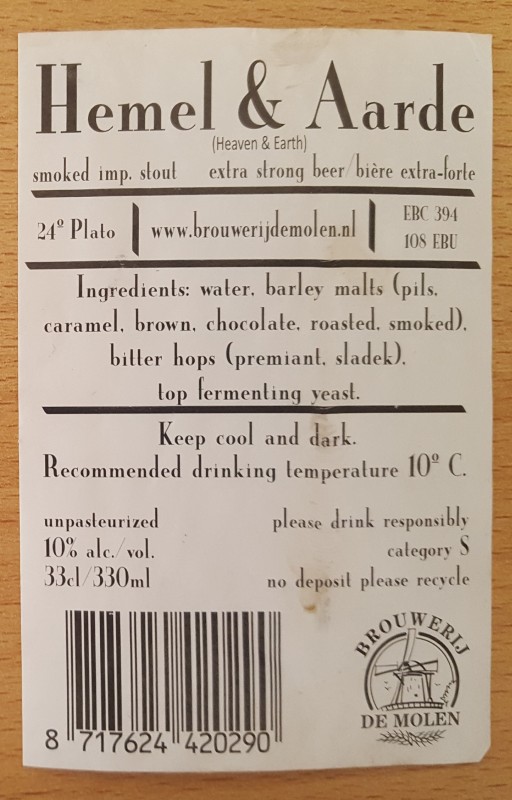 Hemel & Aarde
(Heaven & Earth)
smoked imp. stout extra strong beer/bière extra-forte
24º Plato www.brouwerijdemolen.nl EBC 394
108 EBU
Ingredients: water, barley malts (pils,
caramel, brown, chocolate, roasted, smoked),
bitter hops (premiant, sladek),
top fermenting yeast.
Keep cool and dark.
Recommended drinking temperature 10º C.
unpasteurized please drink responsibly
10% alc./vol. category S
33cl/330ml no deposit please recycle
BROUWERIJ
DE MOLEN
8 717624 420290